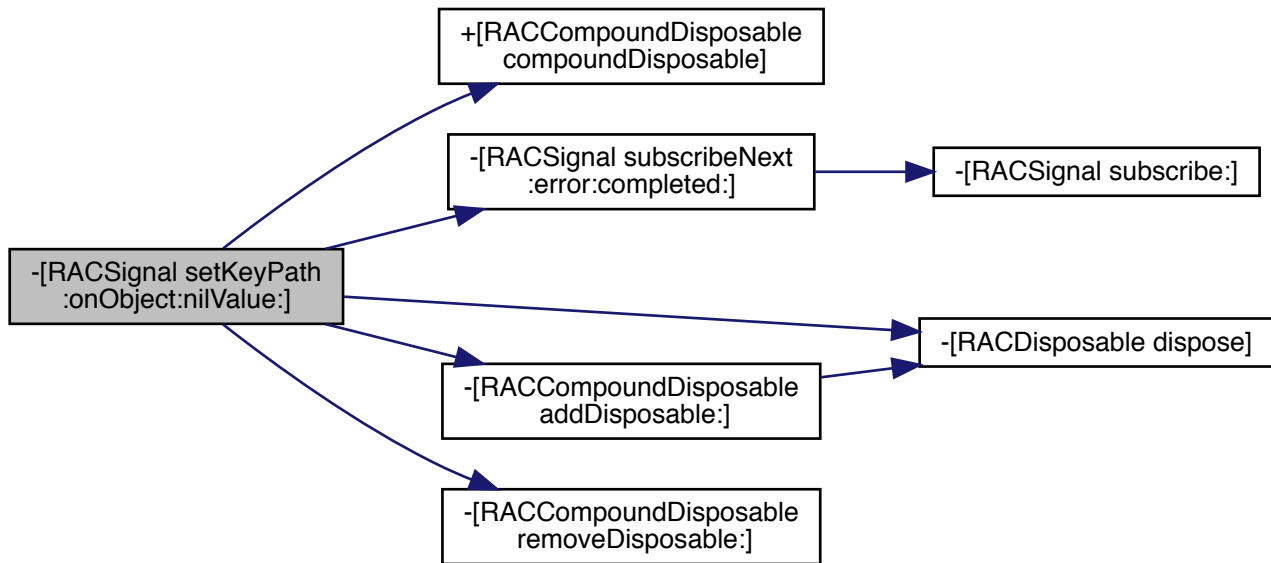 +[RACCompoundDisposable
compoundDisposable]
-[RACSignal subscribeNext
:error:completed:]
-[RACSignal subscribe:]
-[RACSignal setKeyPath
:onObject:nilValue:]
-[RACDisposable dispose]
-[RACCompoundDisposable
addDisposable:]
-[RACCompoundDisposable
removeDisposable:]